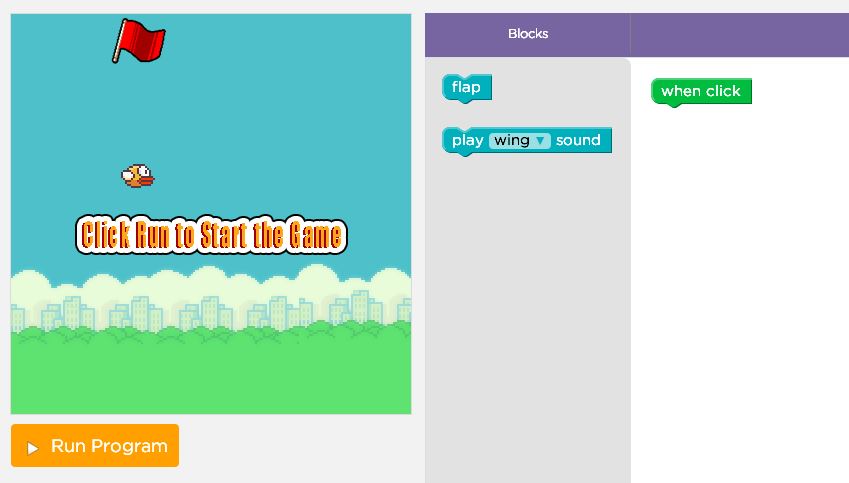 Click Run to Start the Game
Run Program
Blocks
flap
play wing sound
when click